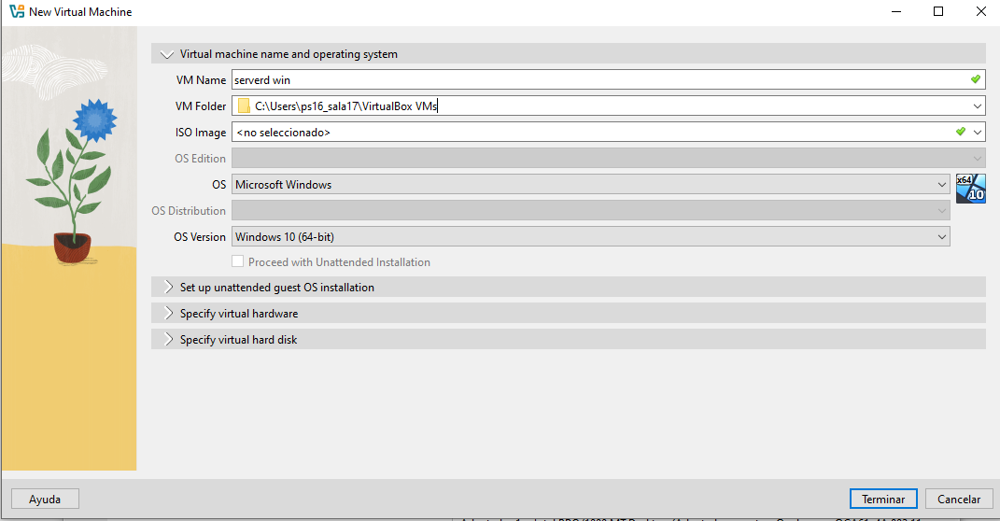 New Virtual Machine
Virtual machine name and operating system
VM Name serverd win
VM Folder C:\Users\ps16_sala17\VirtualBox VMs
ISO Image <no seleccionado>
OS Edition
OS Microsoft Windows
x64
10
OS Distribution
OS Version Windows 10 (64-bit)
Proceed with Unattended Installation
Set up unattended guest OS installation
Specify virtual hardware
Specify virtual hard disk
Ayuda Terminar Cancelar